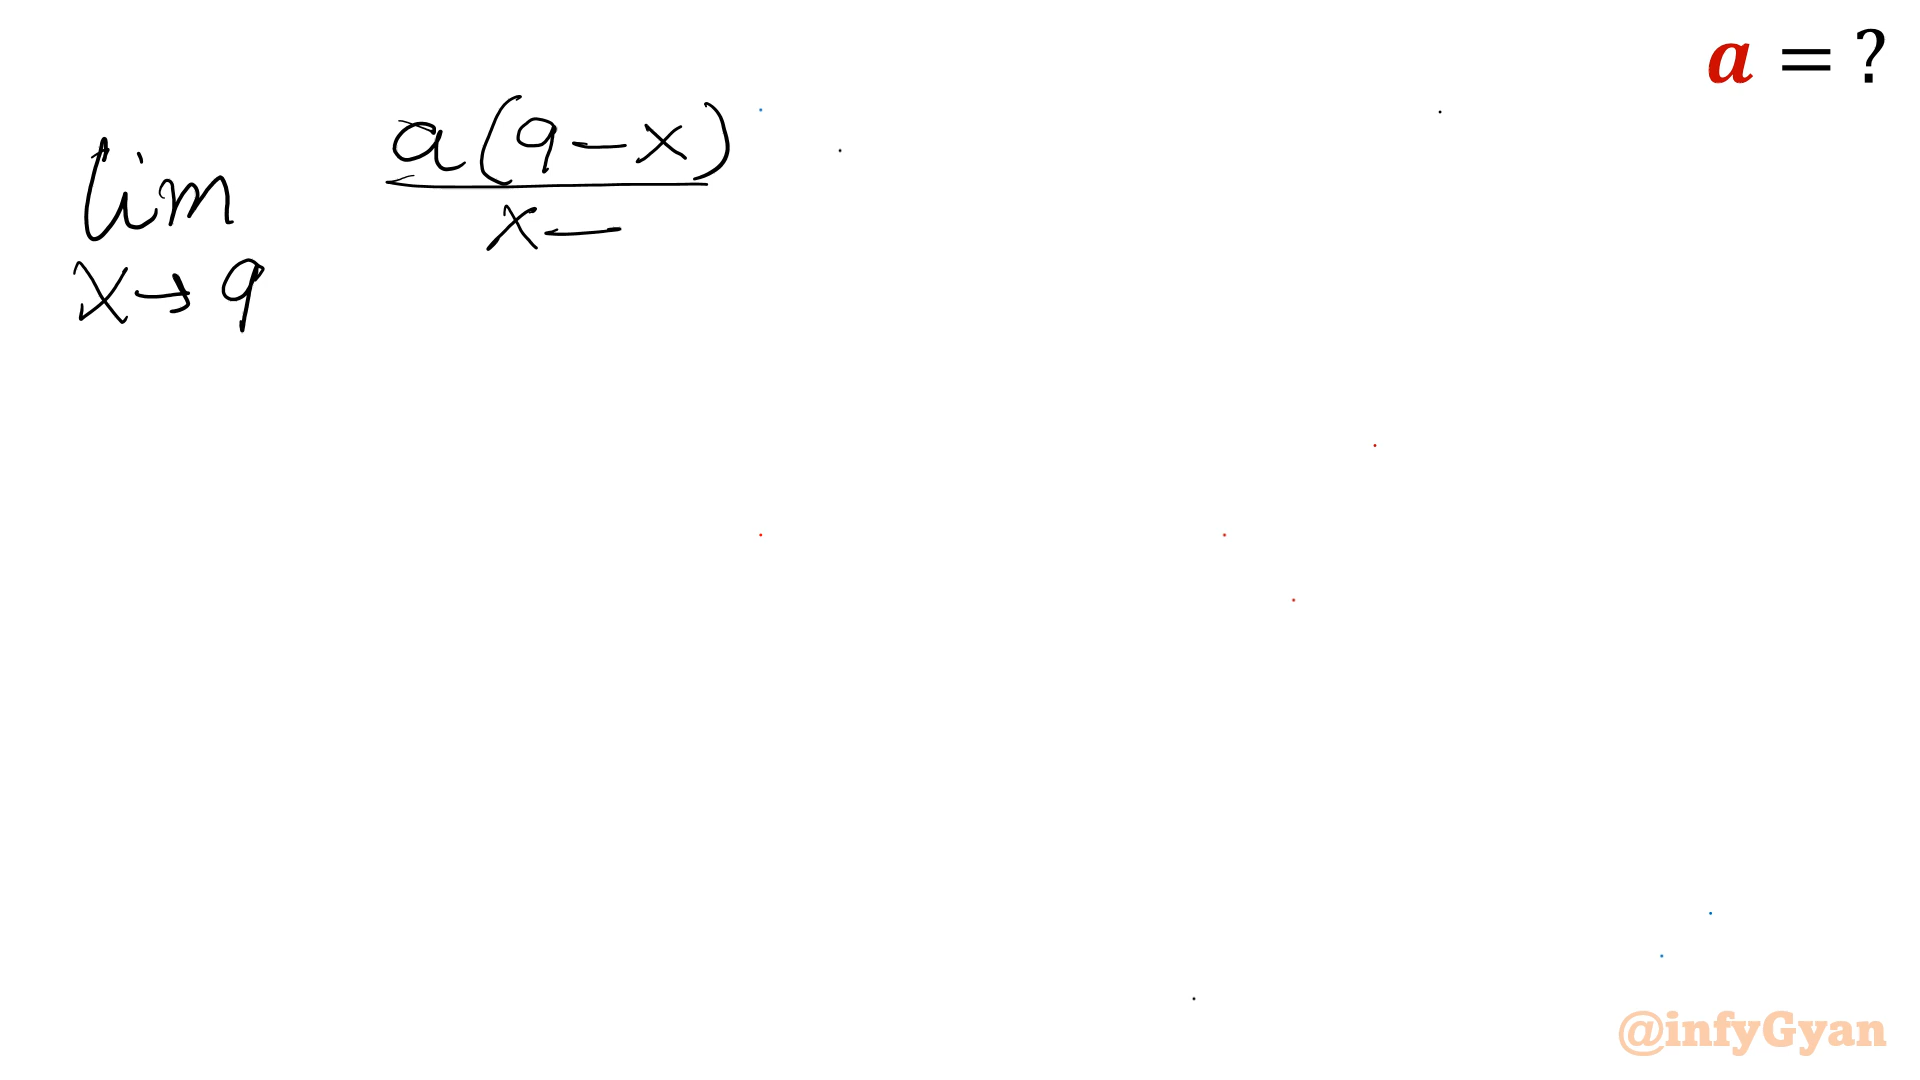 a = ?
a(9-x)
lim
x-
x→9
@infyGyan